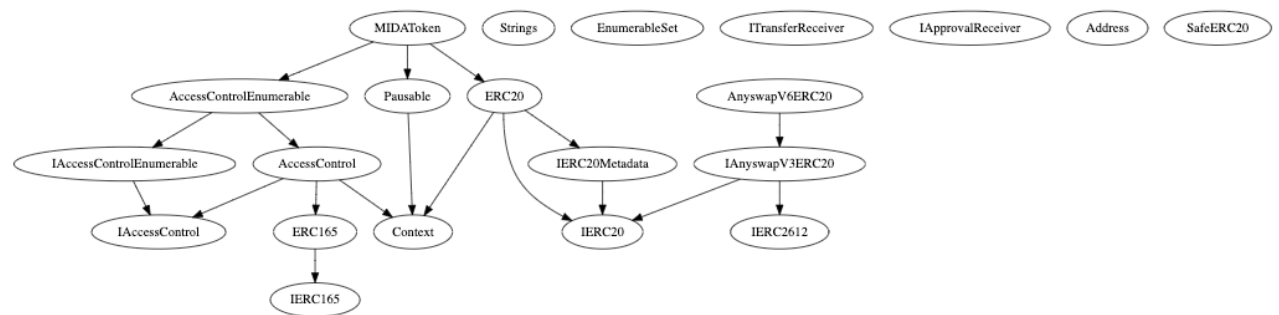 MIDAToken
Strings
EnumerableSet
ITransferReceiver
IApprovalReceiver
Address
SafeERC20
AccessControlEnumerable
Pausable
ERC20
AnyswapV6ERC20
IAccessControlEnumerable
AccessControl
IERC20Metadata
IAnyswapV3ERC20
IAccessControl
ERC165
Context
IERC20
IERC2612
IERC165